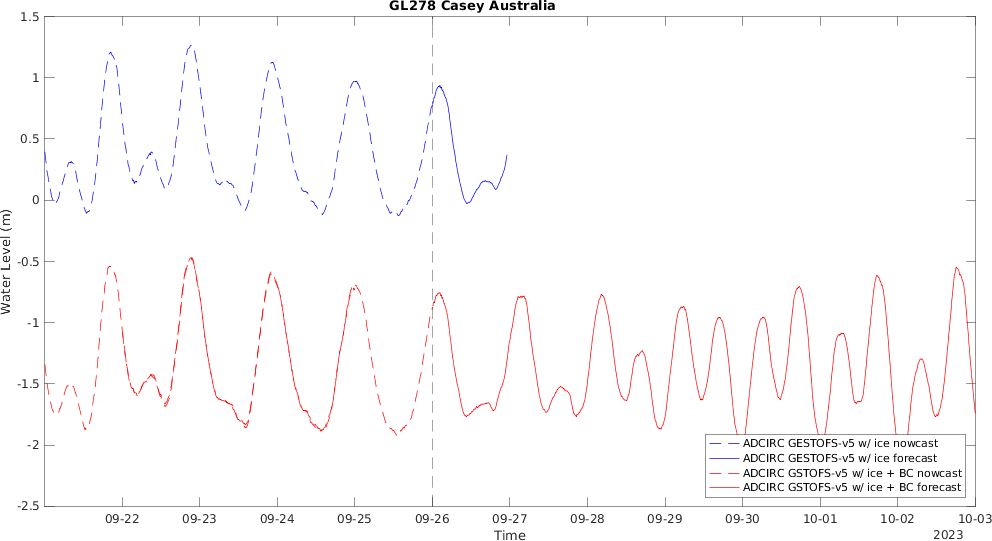 GL278 Casey Australia
1.5
1
0.5
0
-0.5
-1
-1.5
-2
-2.5
Water Level (m)
09-22 09-23 09-24 09-25 09-26 09-27 09-28 09-29 09-30 10-01 10-02 10-03
Time
2023
ADCIRC GESTOFS-v5 w/ ice nowcast
ADCIRC GESTOFS-v5 w/ ice forecast
ADCIRC GSTOFS-v5 w/ ice + BC nowcast
ADCIRC GSTOFS-v5 w/ ice + BC forecast